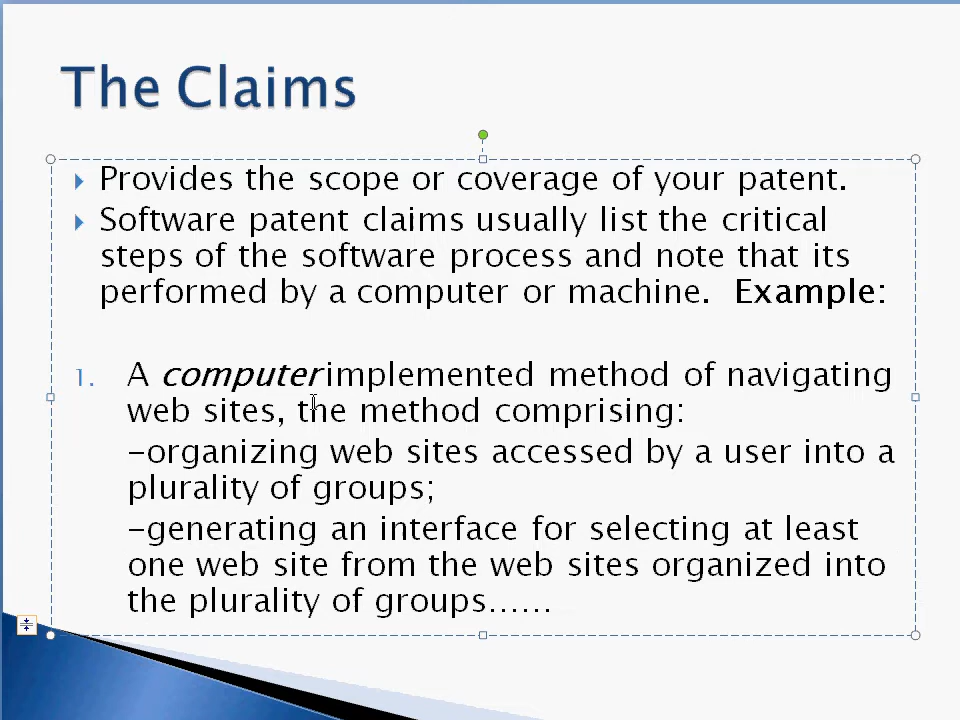 The Claims
Provides the scope or coverage of your patent.
Software patent claims usually list the critical
steps of the software process and note that its
performed by a computer or machine. Example:
1. A computer implemented method of navigating
web sites, the method comprising:
-organizing web sites accessed by a user into a
plurality of groups;
-generating an interface for selecting at least
one web site from the web sites organized into
the plurality of groups......